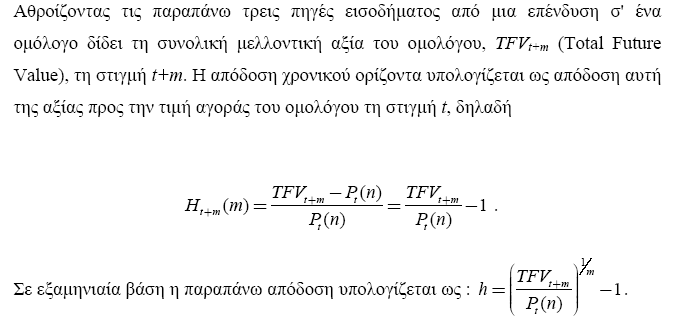 Αθροίζοντας τις παραπάνω τρεις πηγές εισοδήματος από μια επένδυση σ' ένα
ομόλογο δίδει τη συνολική μελλοντική αξία του ομολόγου, TFV_{t+m} (Total Future
Value), τη στιγμή t+m. Η απόδοση χρονικού ορίζοντα υπολογίζεται ως απόδοση αυτή
της αξίας προς την τιμή αγοράς του ομολόγου τη στιγμή t, δηλαδή
H_{t+m}(m) = \frac{TFV_{t+m} − P_t(n)}{P_t(n)} = \frac{TFV_{t+m}}{P_t(n)} − 1 .
Σε εξαμηνιαία βάση η παραπάνω απόδοση υπολογίζεται ως : h = \left(\frac{TFV_{t+m}}{P_t(n)}\right)^{1/m} − 1.